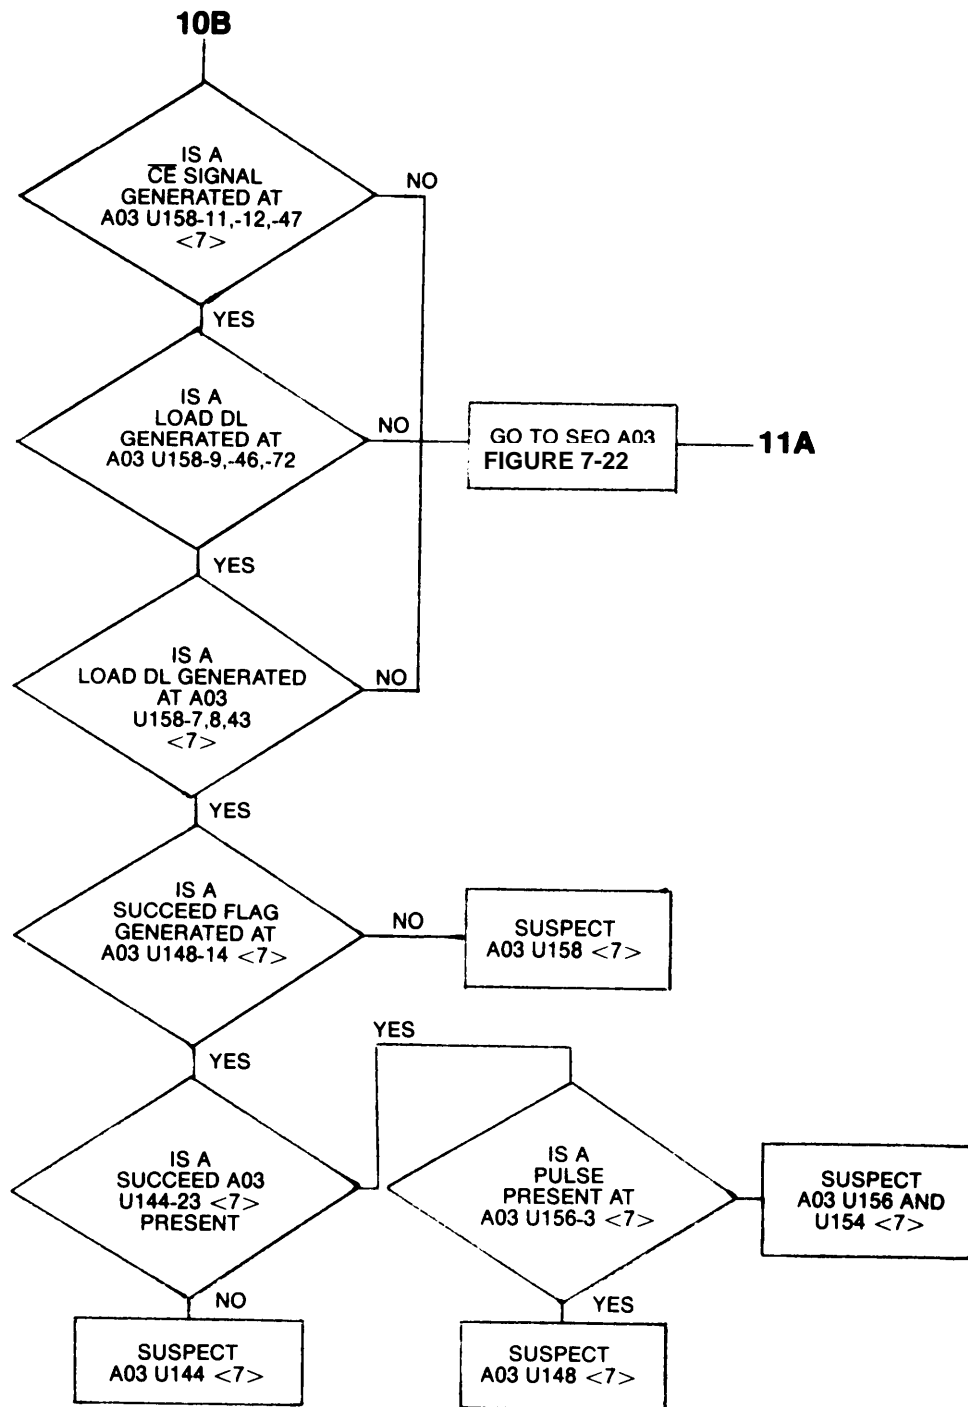 10B
IS A
C̅E̅ SIGNAL
GENERATED AT
A03 U158-11,-12,-47
<7>
NO
YES
IS A
LOAD DL
GENERATED AT
A03 U158-9,-46,-72
NO
GO TO SEQ A03
FIGURE 7-22
11A
YES
IS A
LOAD DL GENERATED
AT A03
U158-7,8,43
<7>
NO
YES
IS A
SUCCEED FLAG
GENERATED AT
A03 U148-14 <7>
NO
SUSPECT
A03 U158 <7>
YES
YES
IS A
SUCCEED A03
U144-23 <7>
PRESENT
IS A
PULSE
PRESENT AT
A03 U156-3 <7>
SUSPECT
A03 U156 AND
U154 <7>
NO
YES
SUSPECT
A03 U144 <7>
SUSPECT
A03 U148 <7>